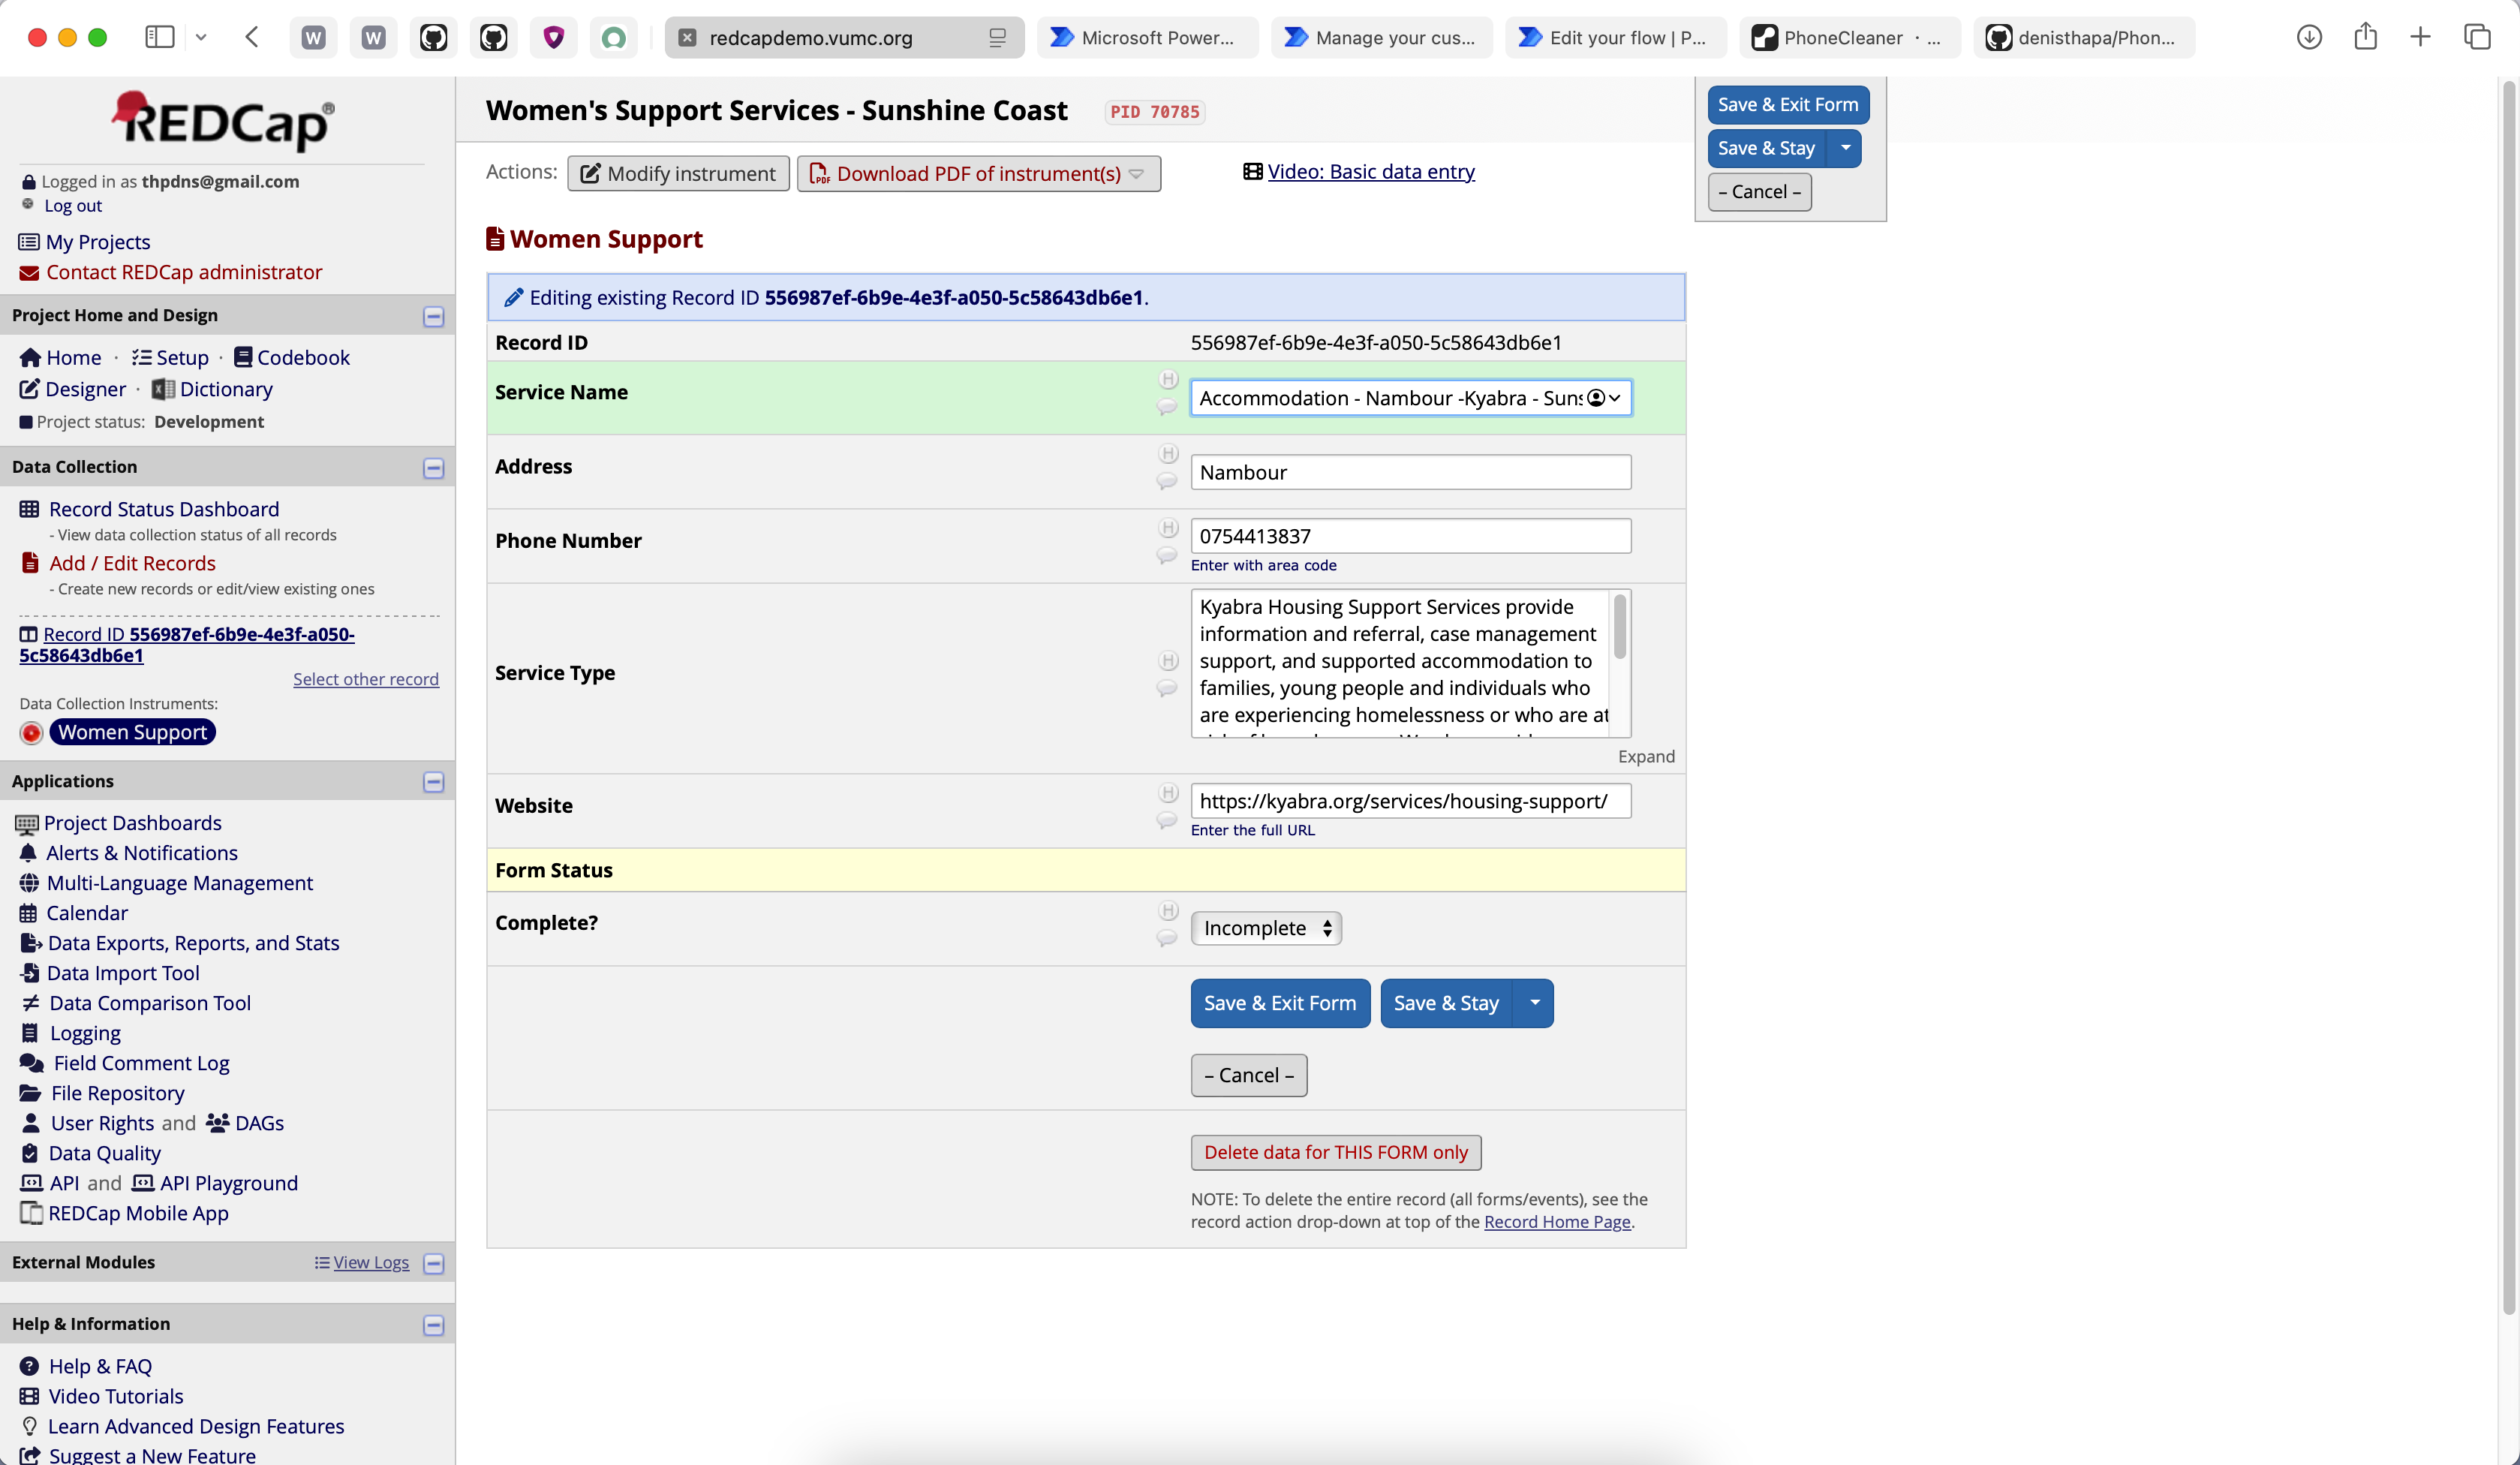 W
W
redcapdemo.vumc.org
Microsoft Power...
Manage your cus...
Edit your flow | P...
PhoneCleaner · ...
denisthapa/Phon...
REDCap®
Logged in as thpdns@gmail.com
Log out
My Projects
Contact REDCap administrator
Project Home and Design
Home · Setup · Codebook
Designer · Dictionary
Project status: Development
Data Collection
Record Status Dashboard
- View data collection status of all records
Add / Edit Records
- Create new records or edit/view existing ones
Record ID 556987ef-6b9e-4e3f-a050-
5c58643db6e1
Select other record
Data Collection Instruments:
Women Support
Applications
Project Dashboards
Alerts & Notifications
Multi-Language Management
Calendar
Data Exports, Reports, and Stats
Data Import Tool
Data Comparison Tool
Logging
Field Comment Log
File Repository
User Rights and DAGs
Data Quality
API and API Playground
REDCap Mobile App
External Modules
View Logs
Help & Information
Help & FAQ
Video Tutorials
Learn Advanced Design Features
Suggest a New Feature
Women's Support Services - Sunshine Coast PID 70785
Actions: Modify instrument PDF Download PDF of instrument(s) Video: Basic data entry
Save & Exit Form
Save & Stay
– Cancel –
Women Support
Editing existing Record ID 556987ef-6b9e-4e3f-a050-5c58643db6e1.
Record ID 556987ef-6b9e-4e3f-a050-5c58643db6e1
Service Name H Accommodation - Nambour -Kyabra - Suns
Address H Nambour
Phone Number H 0754413837
Enter with area code
Service Type H
Kyabra Housing Support Services provide
information and referral, case management
support, and supported accommodation to
families, young people and individuals who
are experiencing homelessness or who are at
Expand
Website H https://kyabra.org/services/housing-support/
Enter the full URL
Form Status
Complete? H Incomplete
Save & Exit Form Save & Stay
– Cancel –
Delete data for THIS FORM only
NOTE: To delete the entire record (all forms/events), see the
record action drop-down at top of the Record Home Page.